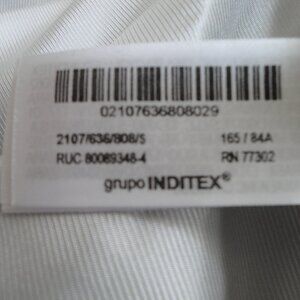 02107636808029
2107/636/808/S 165 / 84A
RUC 80089348-4 RN 77302
grupo INDITEX®